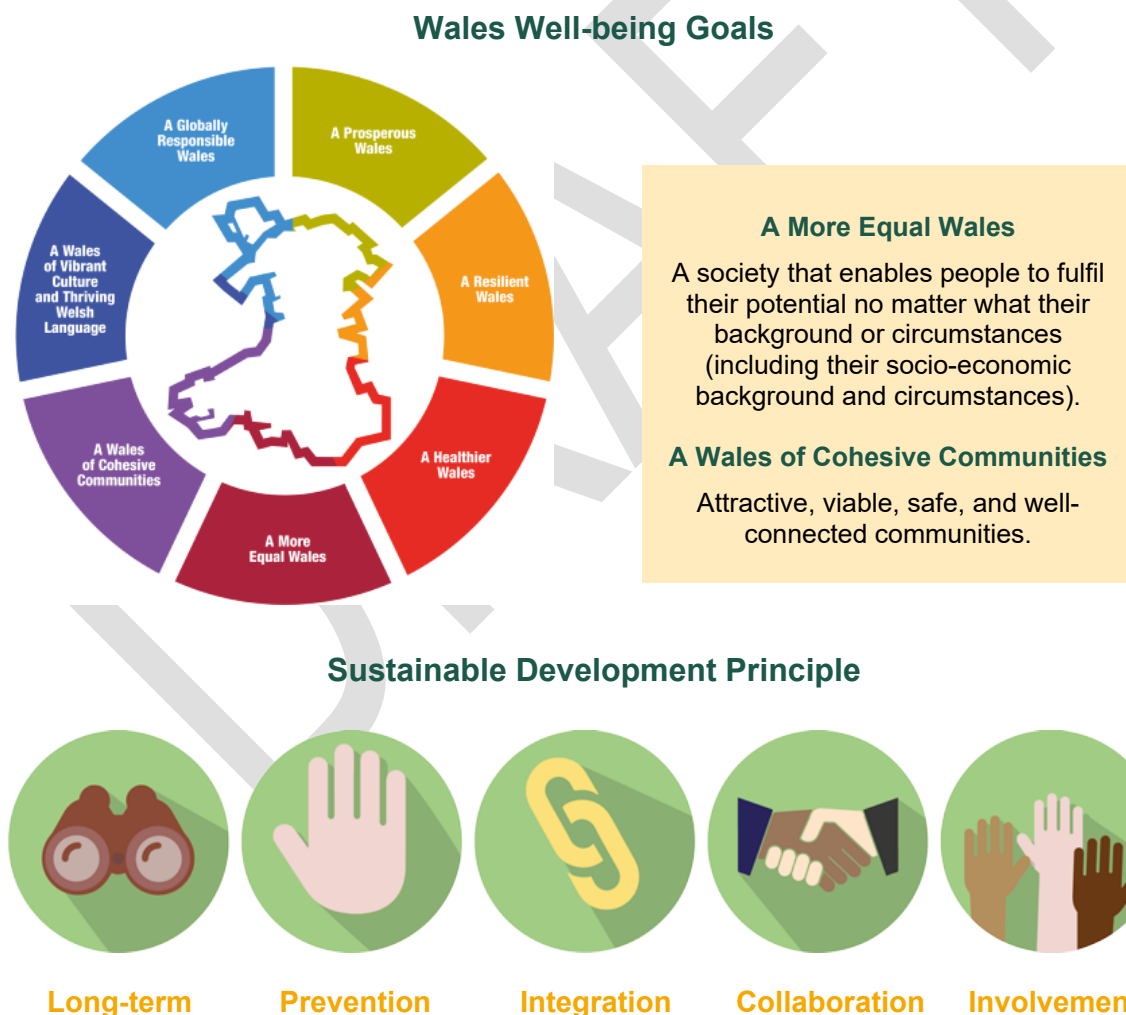 Wales Well-being Goals
A Globally
Responsible
Wales
A Prosperous
Wales
A Resilient
Wales
A Healthier
Wales
A More
Equal Wales
A Wales
of Cohesive
Communities
A Wales
of Vibrant
Culture
and Thriving
Welsh
Language
A More Equal Wales
A society that enables people to fulfil
their potential no matter what their
background or circumstances
(including their socio-economic
background and circumstances).
A Wales of Cohesive Communities
Attractive, viable, safe, and well-
connected communities.
Sustainable Development Principle
Long-term
Prevention
Integration
Collaboration
Involvemen